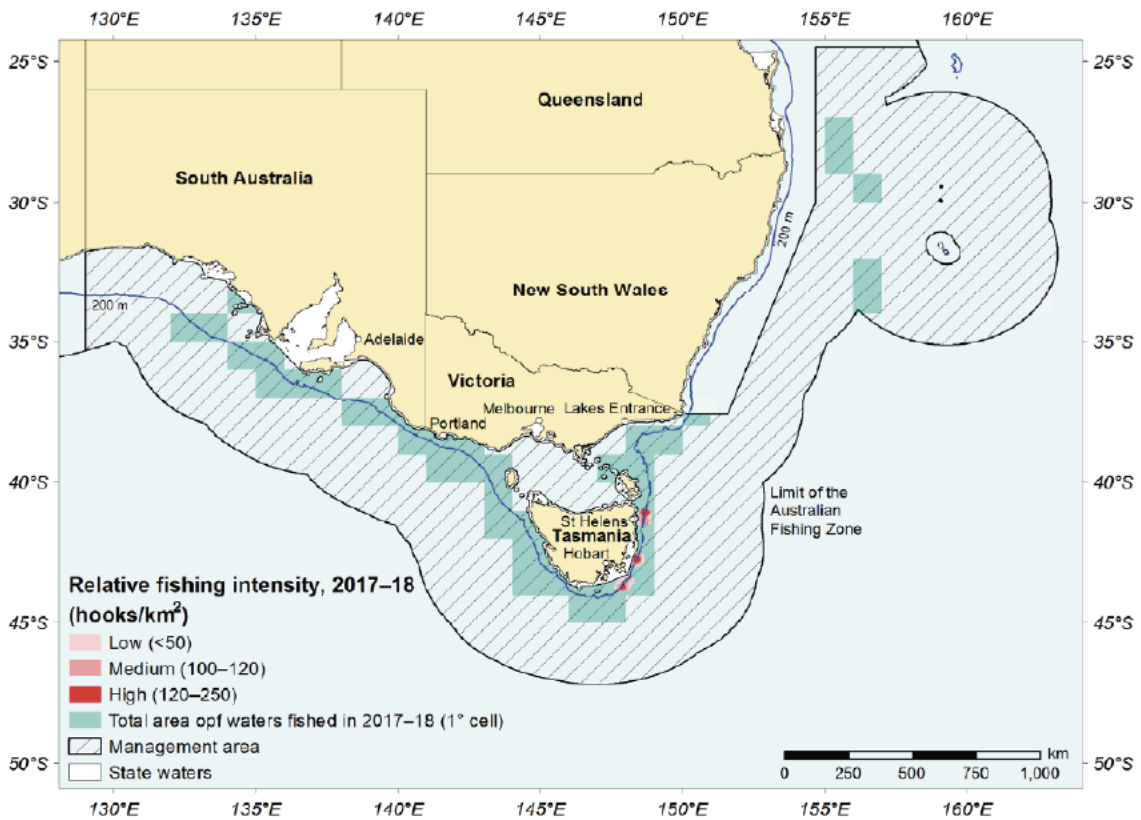 130°E 135°E 140°E 145°E 150°E 155°E 160°E
25°S 25°S
Queensland
South Australia
30°S 30°S
200 m
New South Wales
200 m
35°S Adelaide 35°S
Victoria
Melbourne Lakes Entrance
Portland
40°S 40°S
Limit of the
Australian
Fishing Zone
St Helens
Tasmania
Hobart
Relative fishing intensity, 2017–18
(hooks/km²)
45°S 45°S
Low (<50)
Medium (100–120)
High (120–250)
Total area opf waters fished in 2017–18 (1° cell)
Management area
State waters
km
0 250 500 750 1,000
50°S 50°S
130°E 135°E 140°E 145°E 150°E 155°E 160°E